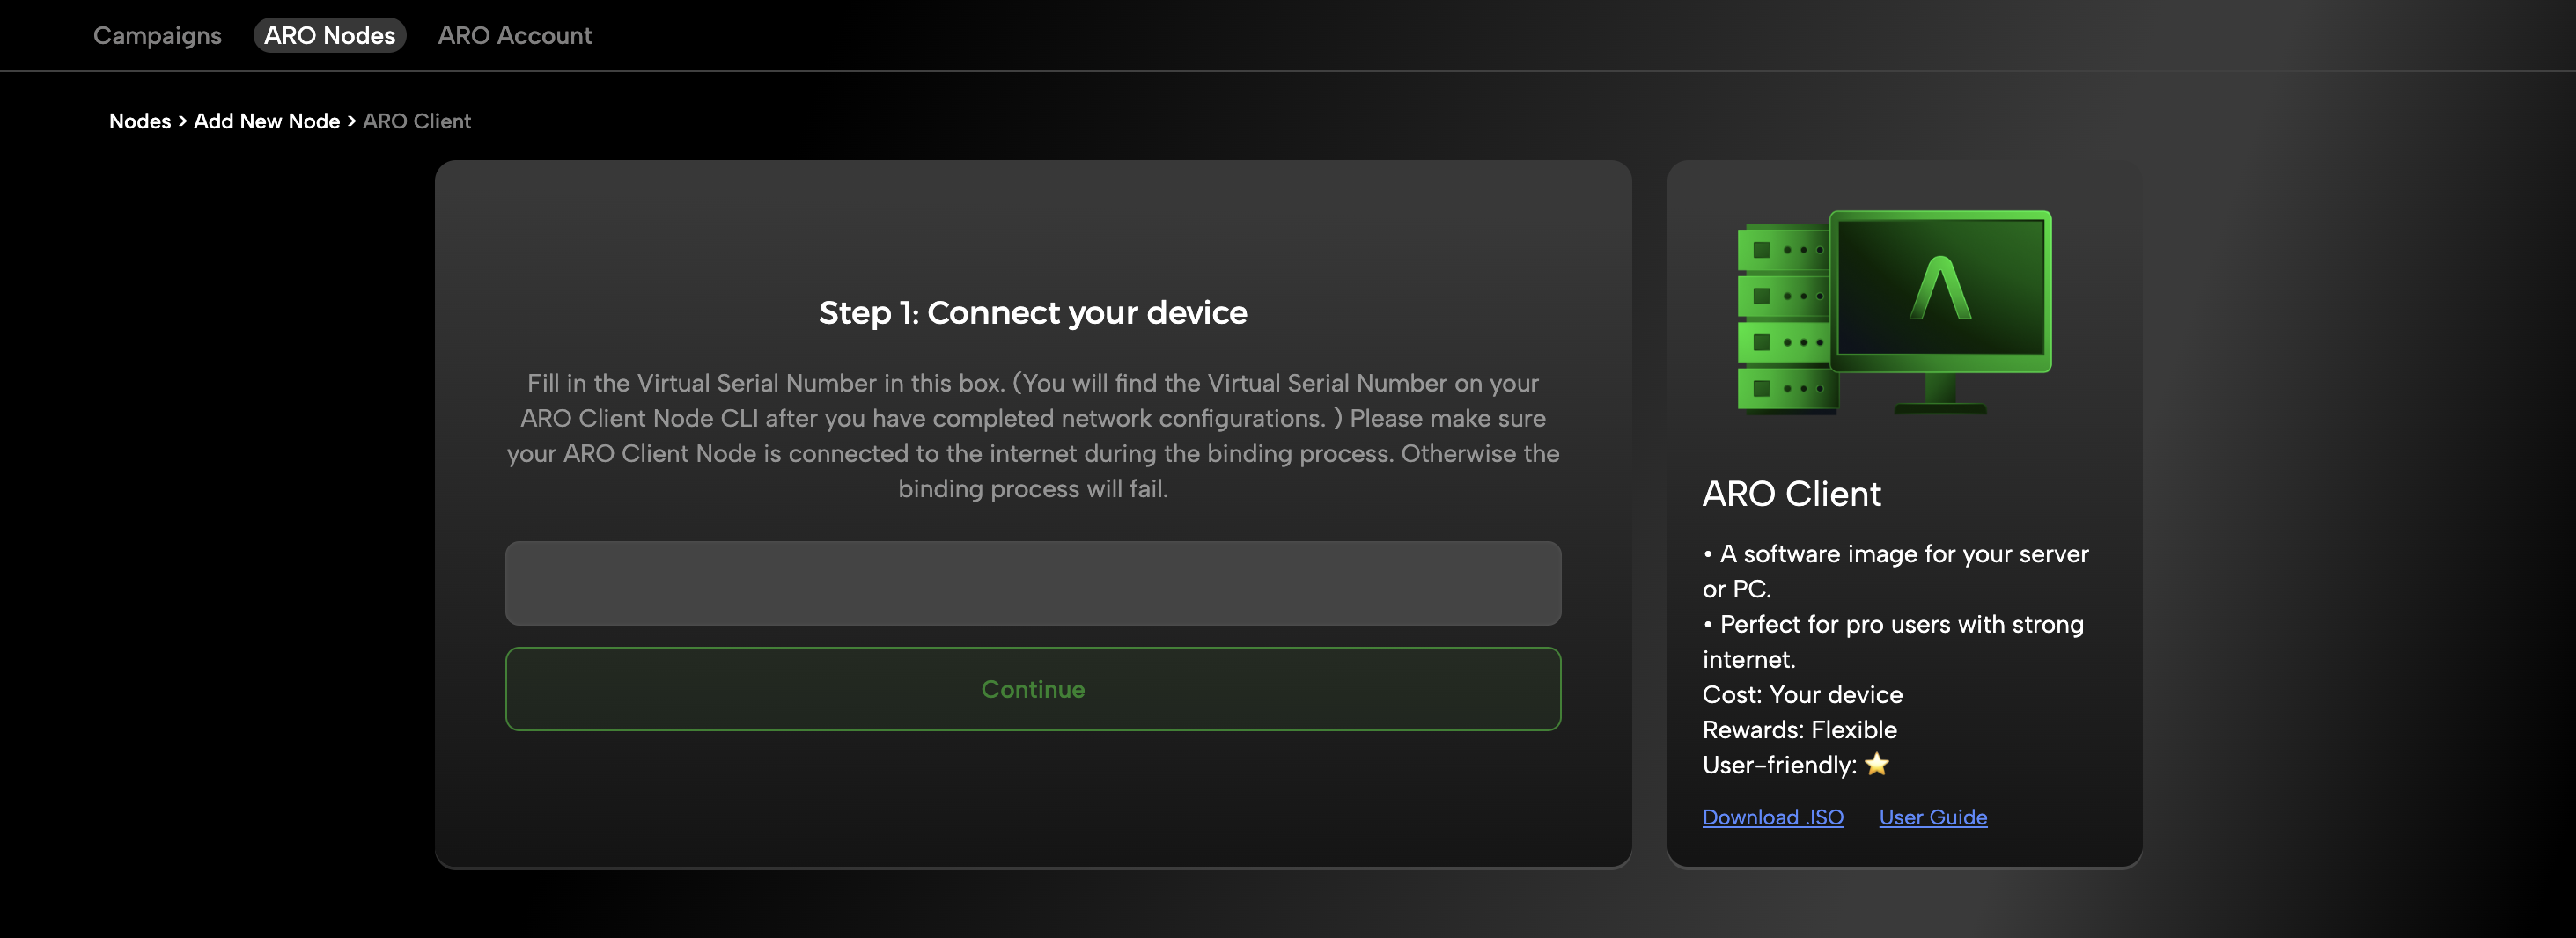 Campaigns ARO Nodes ARO Account
Nodes > Add New Node > ARO Client
Step 1: Connect your device
Fill in the Virtual Serial Number in this box. (You will find the Virtual Serial Number on your
ARO Client Node CLI after you have completed network configurations. ) Please make sure
your ARO Client Node is connected to the internet during the binding process. Otherwise the
binding process will fail.
Continue
ARO Client
• A software image for your server
or PC.
• Perfect for pro users with strong
internet.
Cost: Your device
Rewards: Flexible
User-friendly: ⭐
Download .ISO User Guide